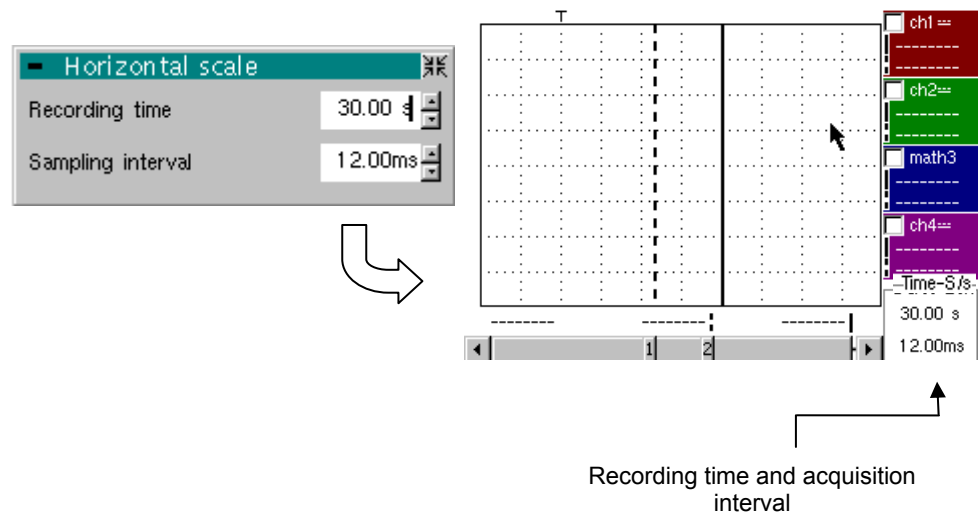 Horizontal scale
Recording time 30.00 s
Sampling interval 12.00ms
T
ch1
--------
--------
ch2
--------
--------
math3
--------
--------
ch4
--------
--------
Time-S/s
30.00 s
12.00ms
-------- -------- --------
1 2
Recording time and acquisition
interval